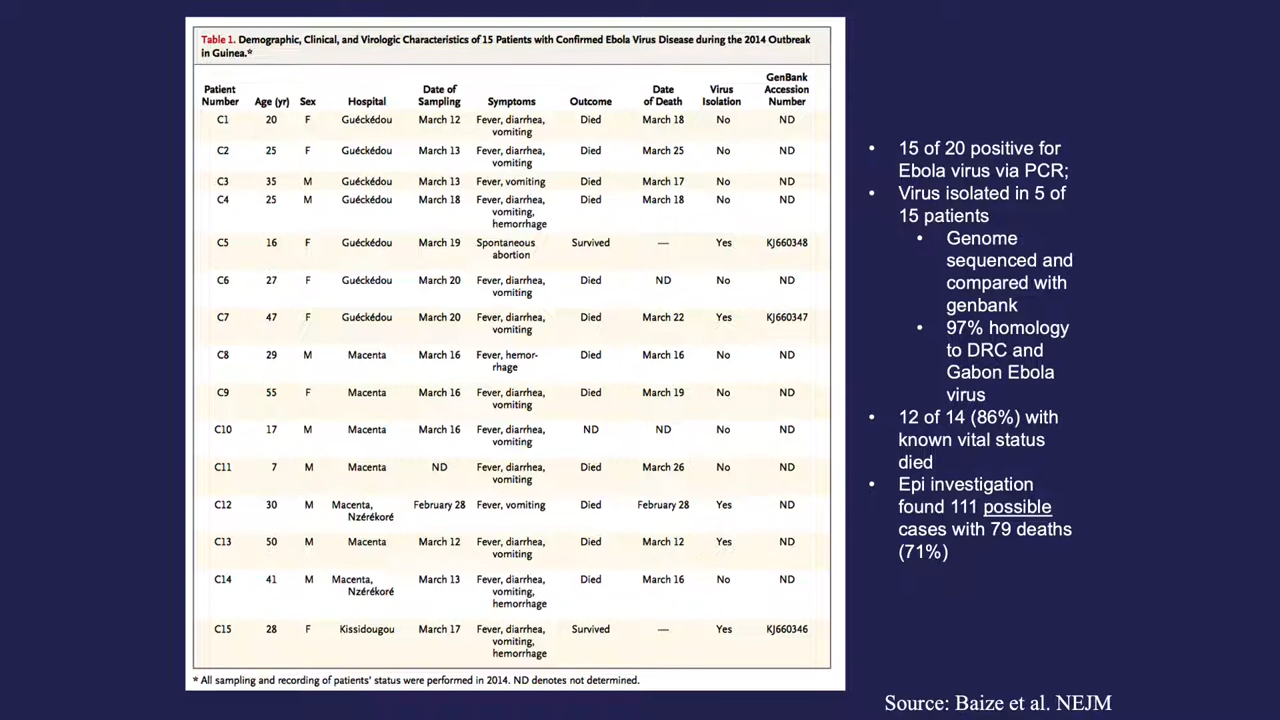 Table 1. Demographic, Clinical, and Virologic Characteristics of 15 Patients with Confirmed Ebola Virus Disease during the 2014 Outbreak
in Guinea.*
Patient Number Age (yr) Sex Hospital Date of Sampling Symptoms Outcome Date of Death Virus Isolation GenBank Accession Number
C1 20 F Guéckédou March 12 Fever, diarrhea, vomiting Died March 18 No ND
C2 25 F Guéckédou March 13 Fever, diarrhea, vomiting Died March 25 No ND
C3 35 M Guéckédou March 13 Fever, vomiting Died March 17 No ND
C4 25 M Guéckédou March 18 Fever, diarrhea, vomiting, hemorrhage Died March 18 No ND
C5 16 F Guéckédou March 19 Spontaneous abortion Survived — Yes KJ660348
C6 27 F Guéckédou March 20 Fever, diarrhea, vomiting Died ND No ND
C7 47 F Guéckédou March 20 Fever, diarrhea, vomiting Died March 22 Yes KJ660347
C8 29 M Macenta March 16 Fever, hemor-rhage Died March 16 No ND
C9 55 F Macenta March 16 Fever, diarrhea, vomiting Died March 19 No ND
C10 17 M Macenta March 16 Fever, diarrhea, vomiting ND ND No ND
C11 7 M Macenta ND Fever, diarrhea, vomiting Died March 26 No ND
C12 30 M Macenta, Nzérékoré February 28 Fever, vomiting Died February 28 Yes ND
C13 50 M Macenta March 12 Fever, diarrhea, vomiting Died March 12 Yes ND
C14 41 M Macenta, Nzérékoré March 13 Fever, diarrhea, vomiting, hemorrhage Died March 16 No ND
C15 28 F Kissidougou March 17 Fever, diarrhea, vomiting, hemorrhage Survived — Yes KJ660346
* All sampling and recording of patients' status were performed in 2014. ND denotes not determined.
• 15 of 20 positive for
Ebola virus via PCR;
• Virus isolated in 5 of
15 patients
• Genome
sequenced and
compared with
genbank
• 97% homology
to DRC and
Gabon Ebola
virus
• 12 of 14 (86%) with
known vital status
died
• Epi investigation
found 111 possible
cases with 79 deaths
(71%)
Source: Baize et al. NEJM